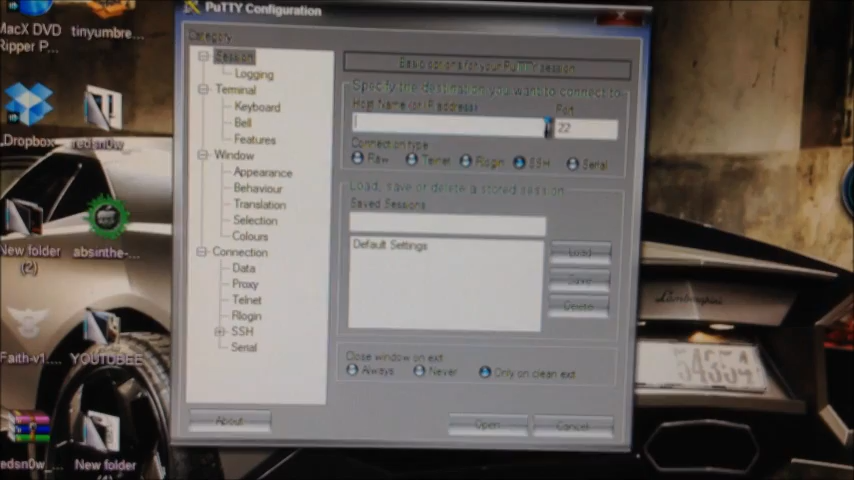 PuTTY Configuration
MacX DVD
Ripper P...
tinyumbre...
Category:
Session
Logging
Terminal
Keyboard
Bell
Features
Window
Appearance
Behaviour
Translation
Selection
Colours
Connection
Data
Proxy
Telnet
Rlogin
SSH
Serial
Basic options for your PuTTY session
Specify the destination you want to connect to
Host Name (or IP address)
Port
22
Connection type
Raw
Telnet
Rlogin
SSH
Serial
Load, save or delete a stored session
Saved Sessions
Default Settings
Load
Save
Delete
Close window on exit
Always
Never
Only on clean exit
About
Open
Cancel
Dropbox
redsn0w
New folder
(2)
absinthe-...
Faith-v1....
YOUTUBEE
edsn0w_...
New folder
Lamborghini
54354